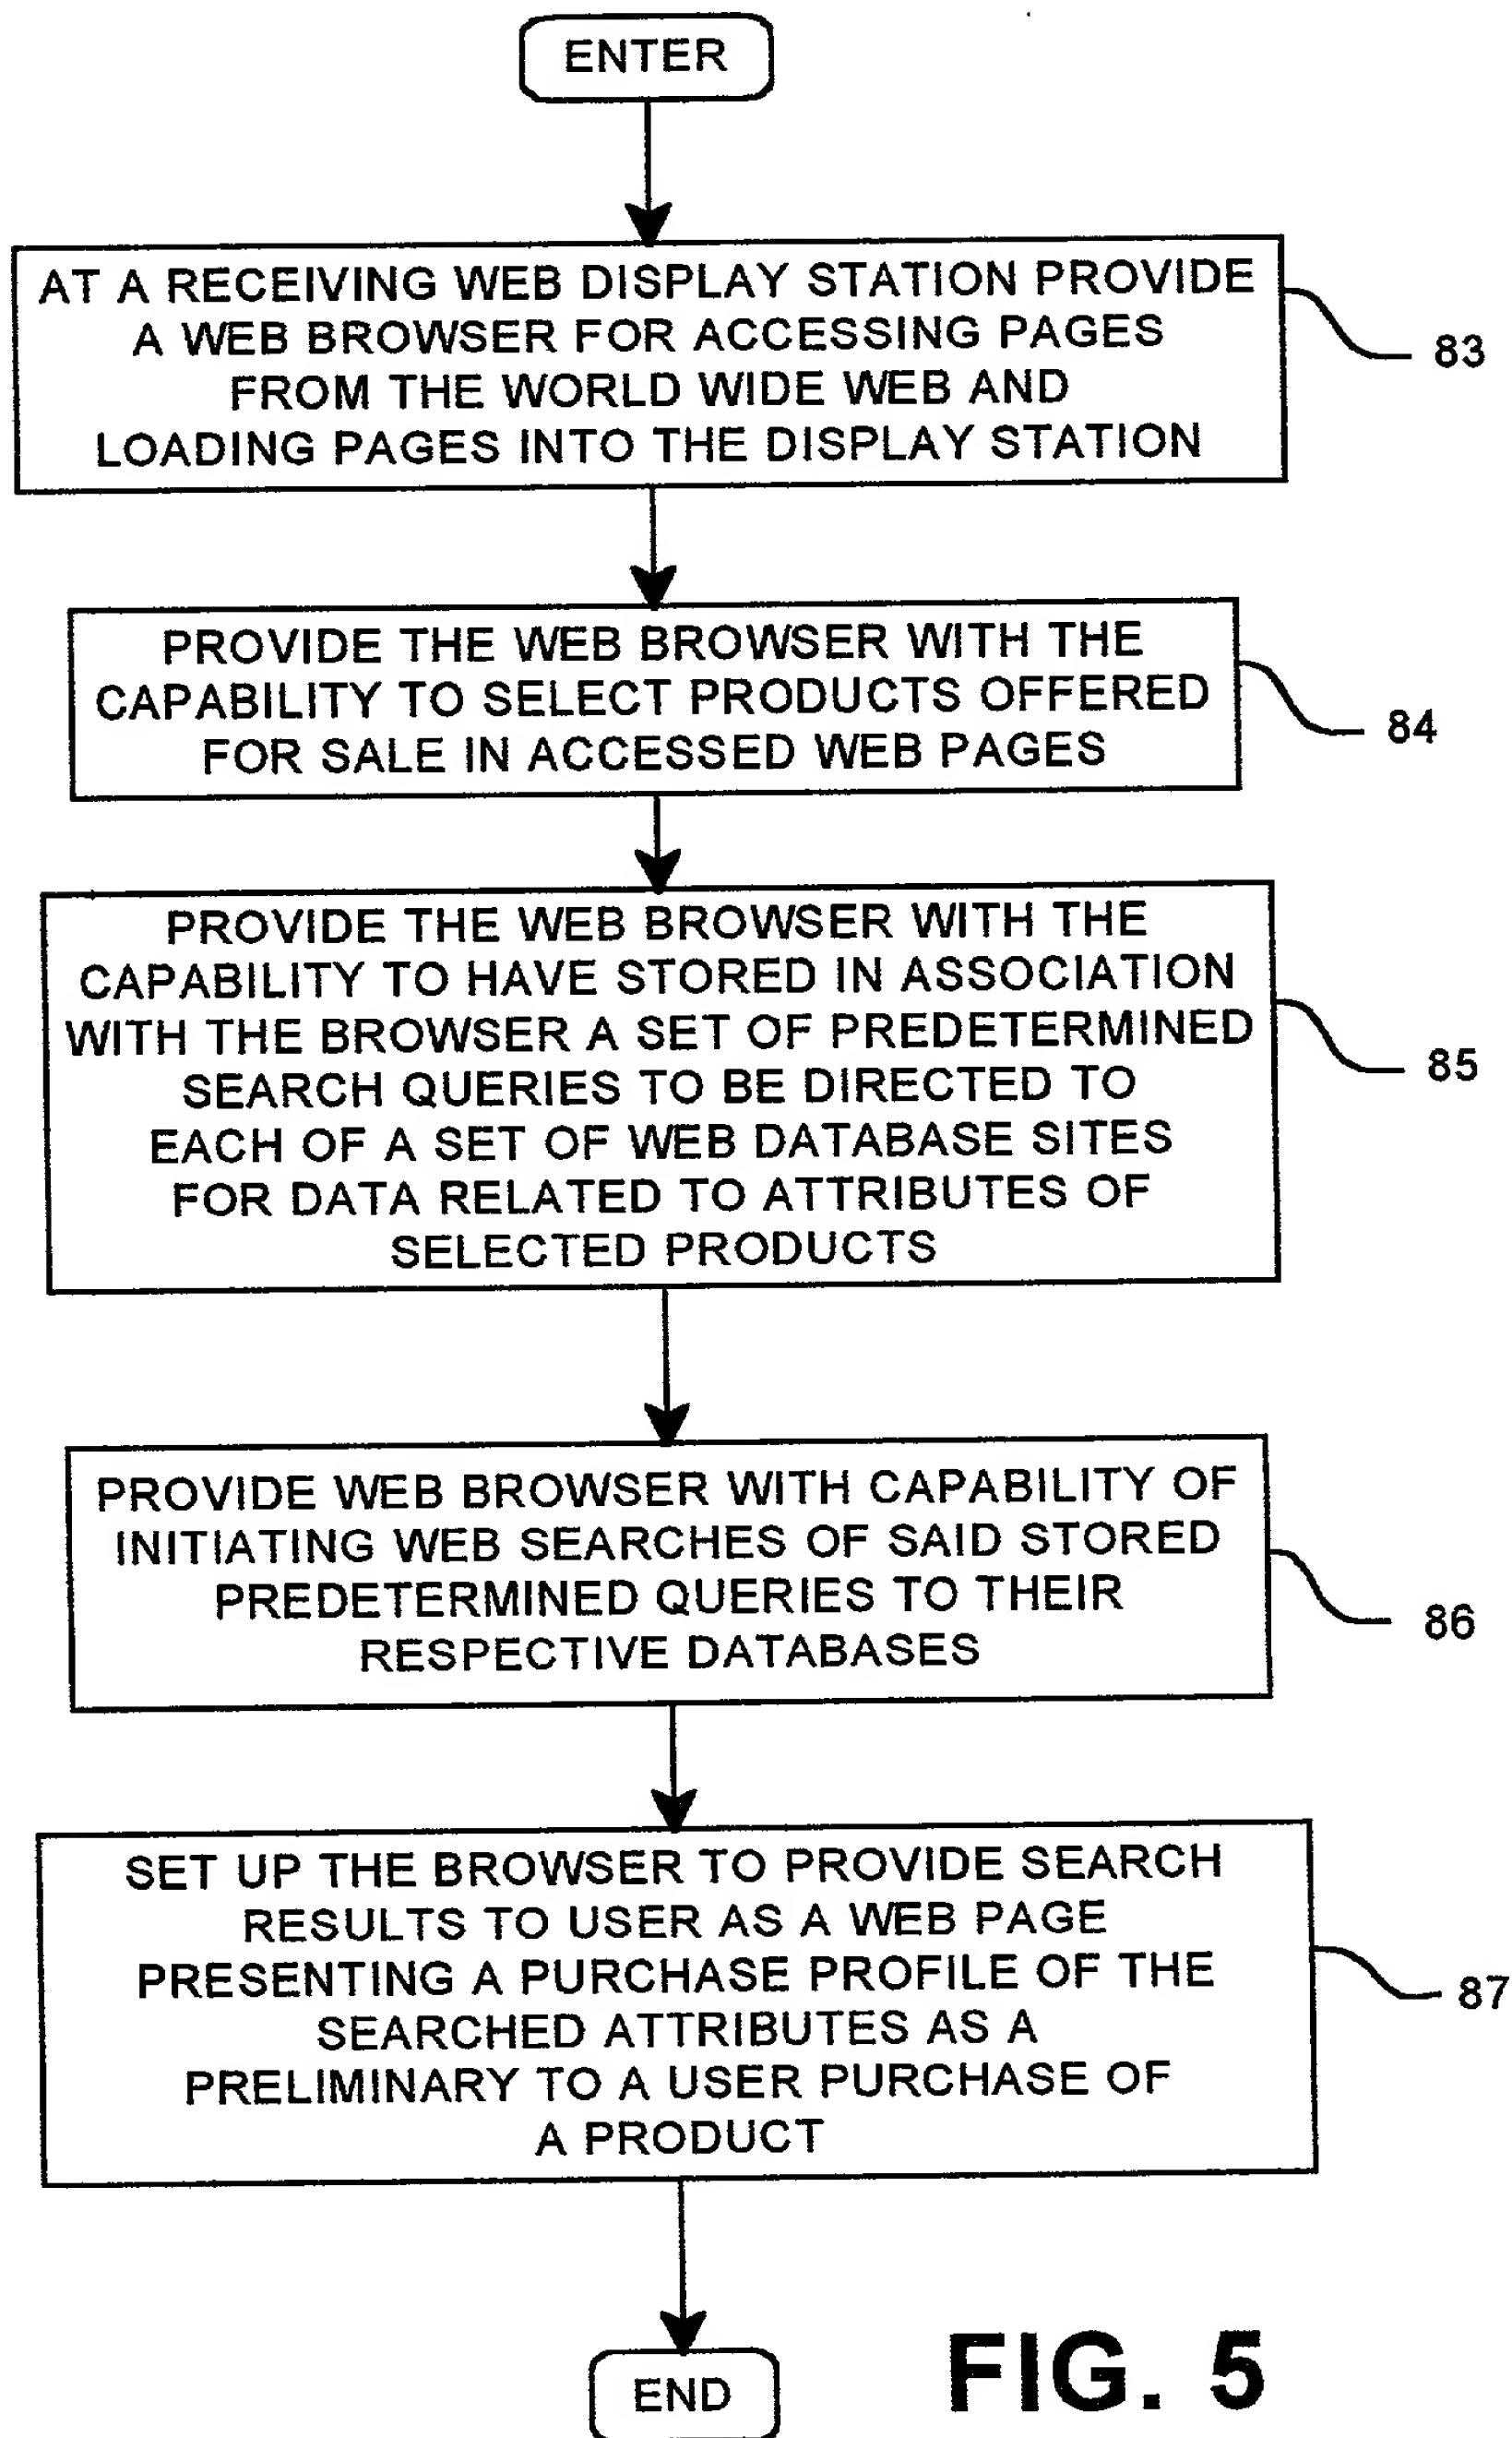 ENTER
AT A RECEIVING WEB DISPLAY STATION PROVIDE
A WEB BROWSER FOR ACCESSING PAGES
FROM THE WORLD WIDE WEB AND
LOADING PAGES INTO THE DISPLAY STATION
83
PROVIDE THE WEB BROWSER WITH THE
CAPABILITY TO SELECT PRODUCTS OFFERED
FOR SALE IN ACCESSED WEB PAGES
84
PROVIDE THE WEB BROWSER WITH THE
CAPABILITY TO HAVE STORED IN ASSOCIATION
WITH THE BROWSER A SET OF PREDETERMINED
SEARCH QUERIES TO BE DIRECTED TO
EACH OF A SET OF WEB DATABASE SITES
FOR DATA RELATED TO ATTRIBUTES OF
SELECTED PRODUCTS
85
PROVIDE WEB BROWSER WITH CAPABILITY OF
INITIATING WEB SEARCHES OF SAID STORED
PREDETERMINED QUERIES TO THEIR
RESPECTIVE DATABASES
86
SET UP THE BROWSER TO PROVIDE SEARCH
RESULTS TO USER AS A WEB PAGE
PRESENTING A PURCHASE PROFILE OF THE
SEARCHED ATTRIBUTES AS A
PRELIMINARY TO A USER PURCHASE OF
A PRODUCT
87
END
FIG. 5